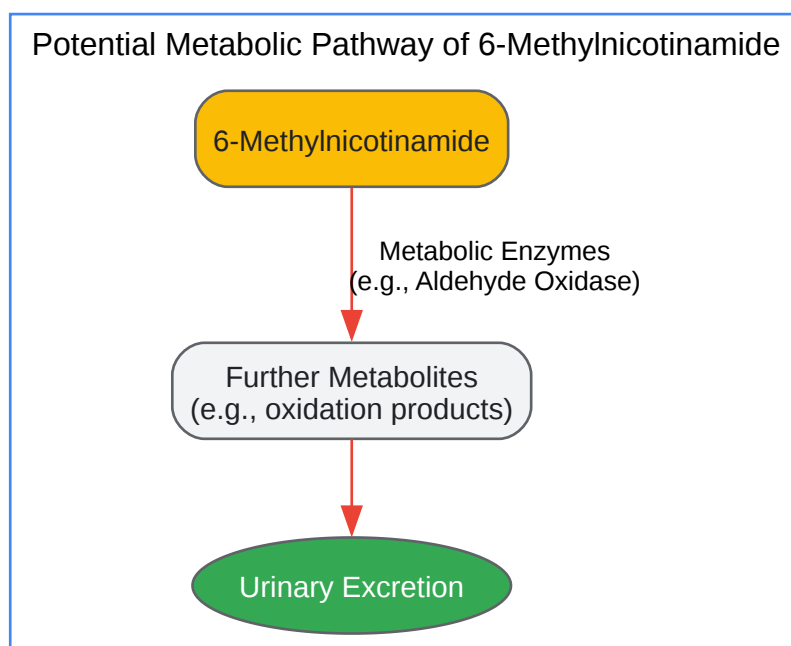 Potential Metabolic Pathway of 6-Methylnicotinamide
6-Methylnicotinamide
Metabolic Enzymes
(e.g., Aldehyde Oxidase)
Further Metabolites
(e.g., oxidation products)
Urinary Excretion